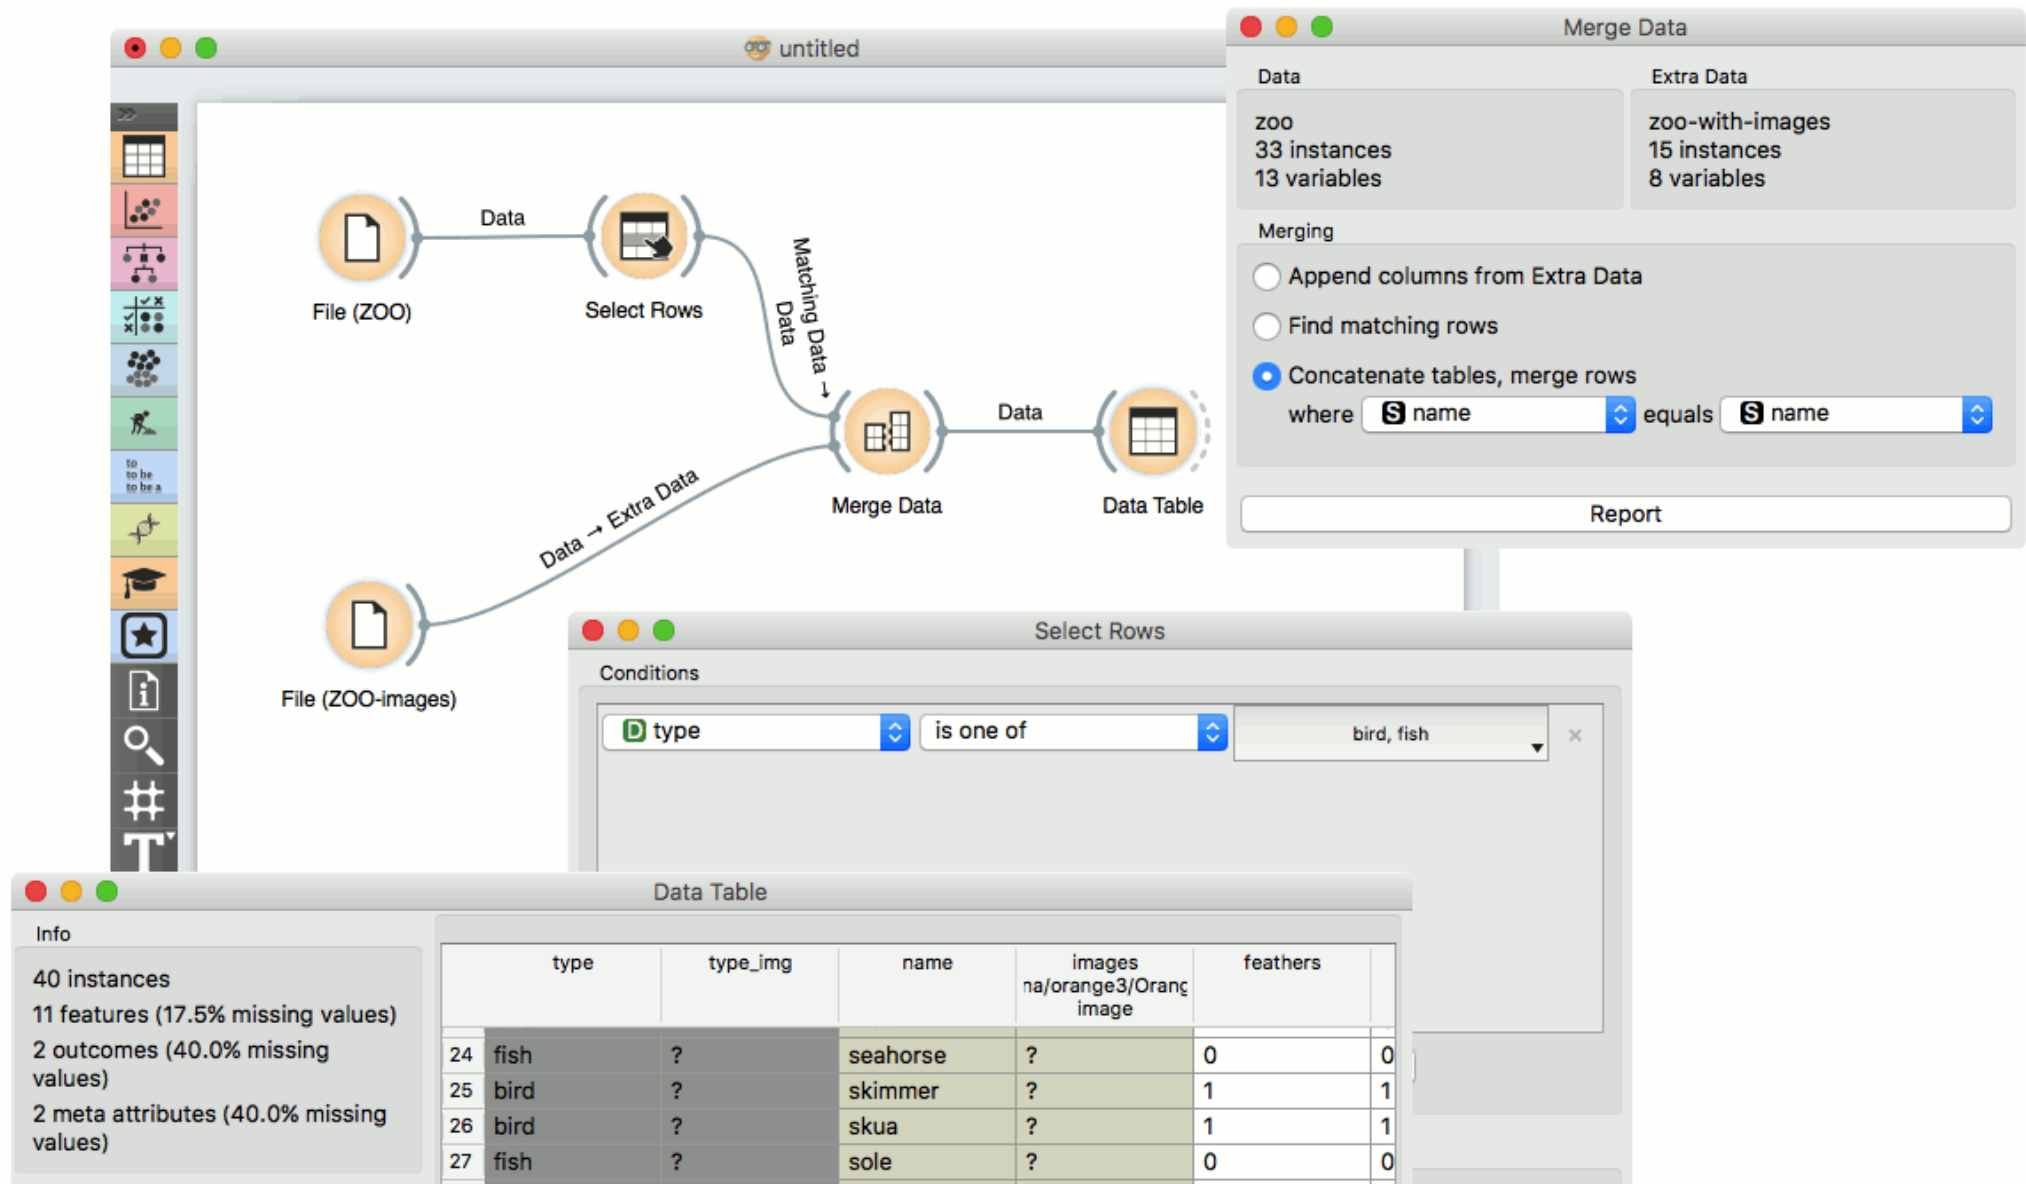 untitled
Data
File (ZOO)
Select Rows
Matching Data →
Data
Data → Extra Data
Merge Data
Data
Data Table
File (ZOO-images)
to
to be
to be a
T
Merge Data
Data
Extra Data
zoo
33 instances
13 variables
zoo-with-images
15 instances
8 variables
Merging
Append columns from Extra Data
Find matching rows
Concatenate tables, merge rows
where S name equals S name
Report
Select Rows
Conditions
D type is one of bird, fish ×
Data Table
Info
40 instances
11 features (17.5% missing values)
2 outcomes (40.0% missing
values)
2 meta attributes (40.0% missing
values)
type type_img name images feathers
na/orange3/Orang
image
24 fish ? seahorse ? 0 0
25 bird ? skimmer ? 1 1
26 bird ? skua ? 1 1
27 fish ? sole ? 0 0